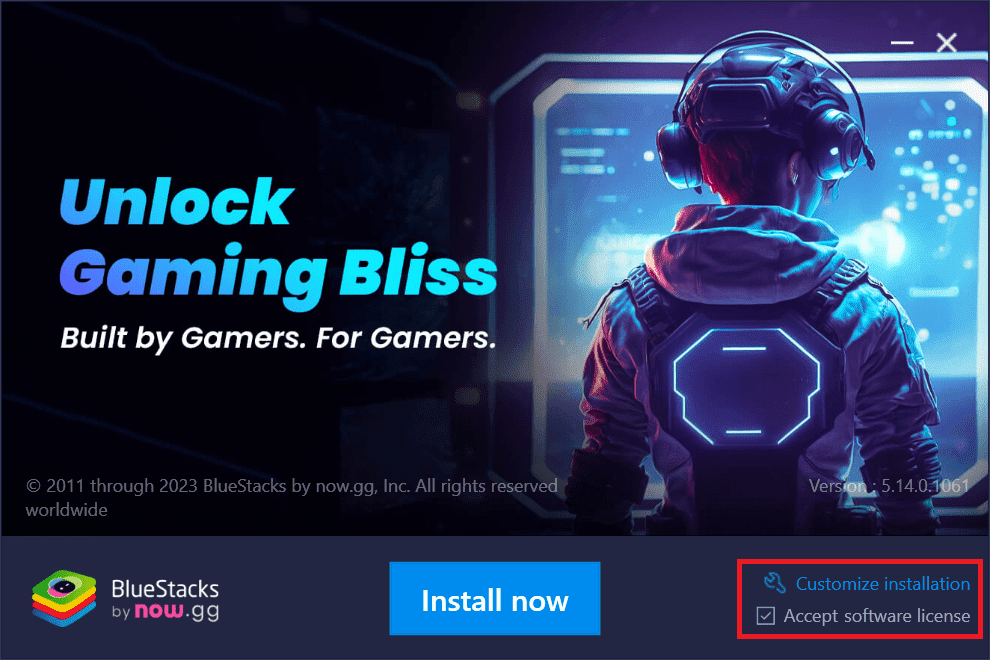 Unlock
Gaming Bliss
Built by Gamers. For Gamers.
© 2011 through 2023 BlueStacks by now.gg, Inc. All rights reserved
worldwide
Version : 5.14.0.1061
BlueStacks
by now.gg
Install now
Customize installation
Accept software license